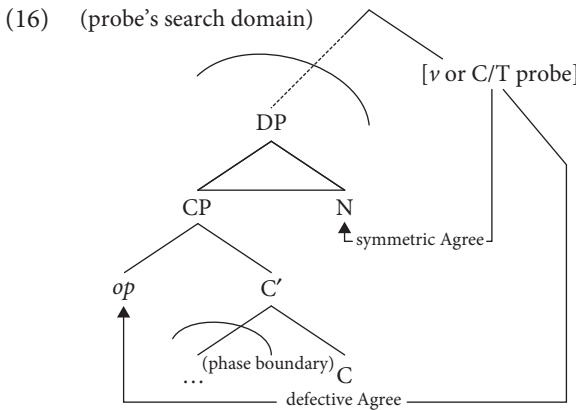 (16) (probe's search domain)
[v or C/T probe]
DP
CP N
symmetric Agree
op C′
(phase boundary)
… C
defective Agree